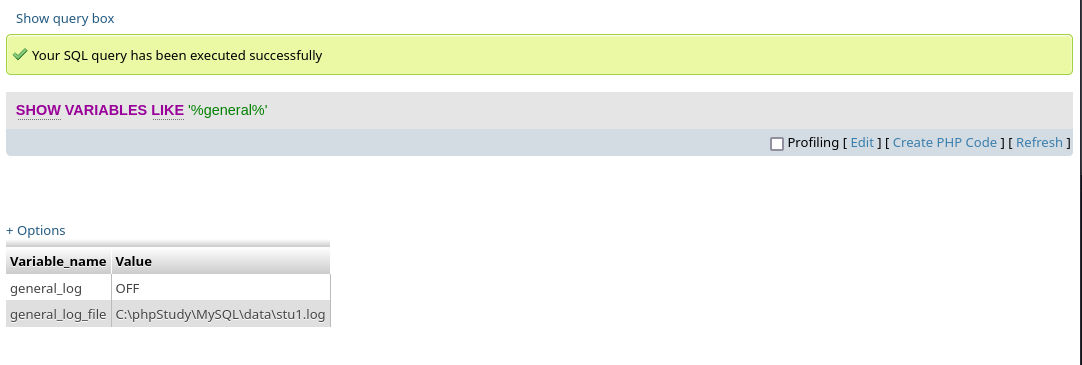 Show query box
Your SQL query has been executed successfully
SHOW VARIABLES LIKE '%general%'
Profiling [ Edit ] [ Create PHP Code ] [ Refresh ]
+ Options
Variable_name Value
general_log OFF
general_log_file C:\phpStudy\MySQL\data\stu1.log